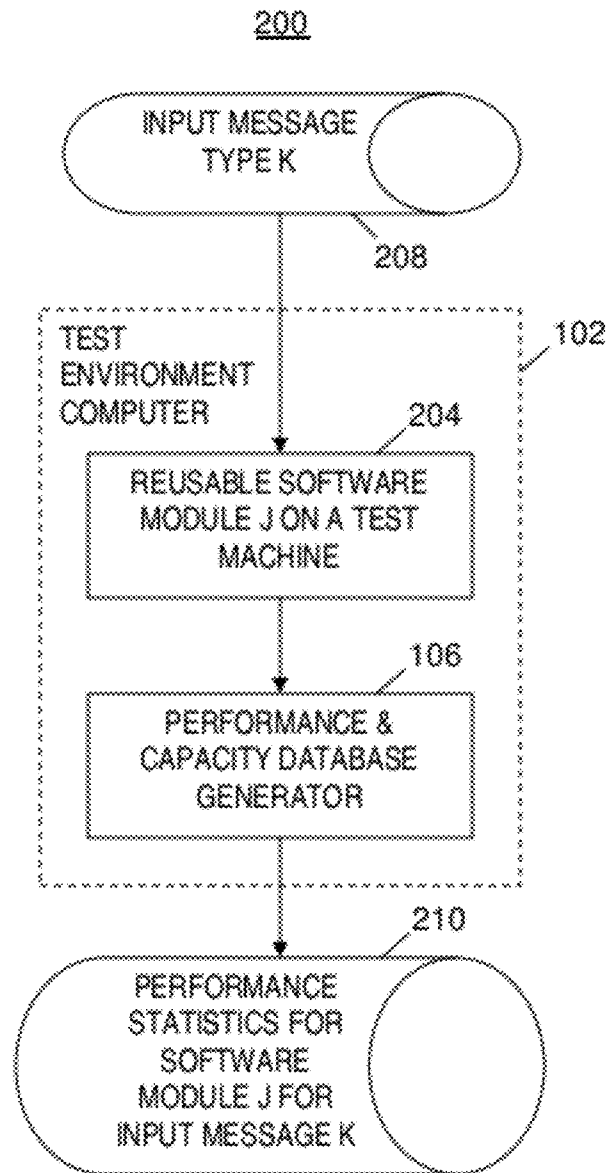 200
INPUT MESSAGE
TYPE K
208
TEST
ENVIRONMENT
COMPUTER
102
204
REUSABLE SOFTWARE
MODULE J ON A TEST
MACHINE
106
PERFORMANCE &
CAPACITY DATABASE
GENERATOR
210
PERFORMANCE
STATISTICS FOR
SOFTWARE
MODULE J FOR
INPUT MESSAGE K